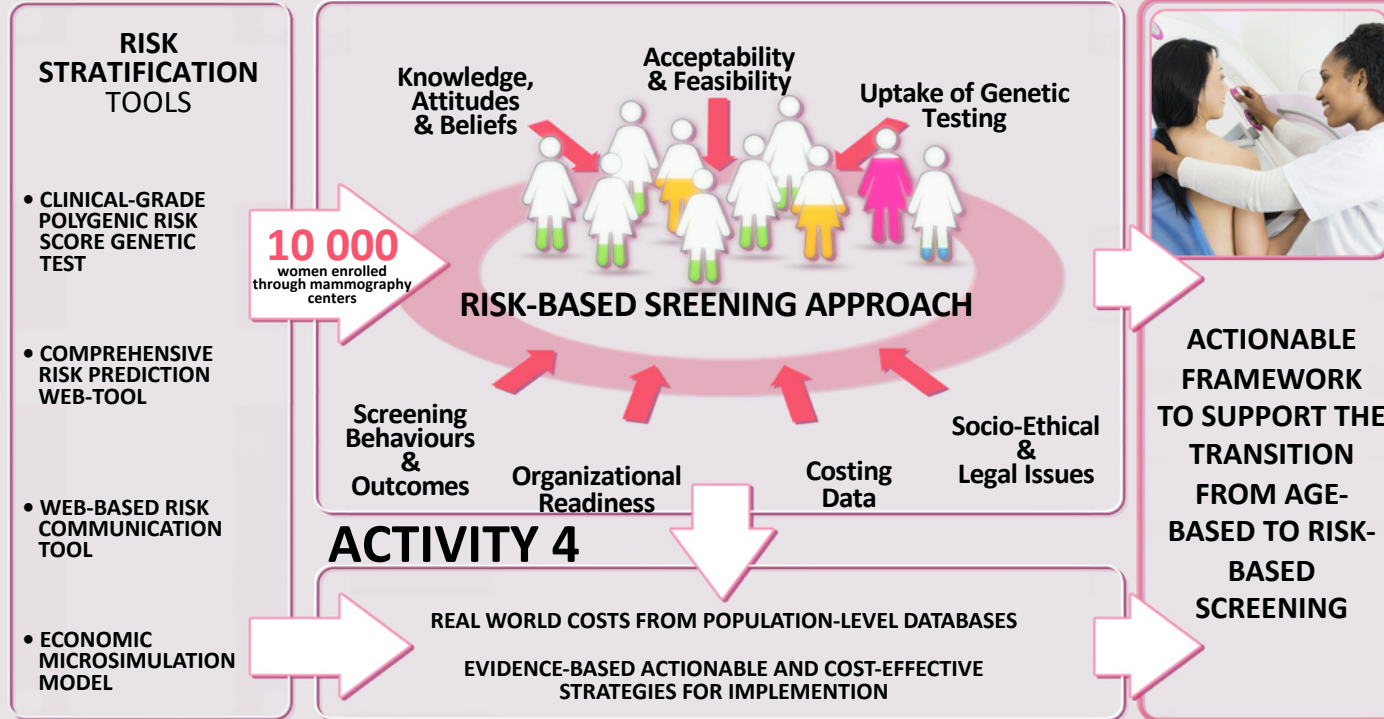 RISK
STRATIFICATION
TOOLS
• CLINICAL-GRADE
POLYGENIC RISK
SCORE GENETIC
TEST
• COMPREHENSIVE
RISK PREDICTION
WEB-TOOL
• WEB-BASED RISK
COMMUNICATION
TOOL
• ECONOMIC
MICROSIMULATION
MODEL
10 000
women enrolled
through mammography
centers
Knowledge,
Attitudes
& Beliefs
Acceptability
& Feasibility
Uptake of Genetic
Testing
RISK-BASED SREENING APPROACH
Screening
Behaviours
&
Outcomes
Organizational
Readiness
Costing
Data
Socio-Ethical
&
Legal Issues
ACTIVITY 4
REAL WORLD COSTS FROM POPULATION-LEVEL DATABASES
EVIDENCE-BASED ACTIONABLE AND COST-EFFECTIVE
STRATEGIES FOR IMPLEMENTION
ACTIONABLE
FRAMEWORK
TO SUPPORT THE
TRANSITION
FROM AGE-
BASED TO RISK-
BASED
SCREENING